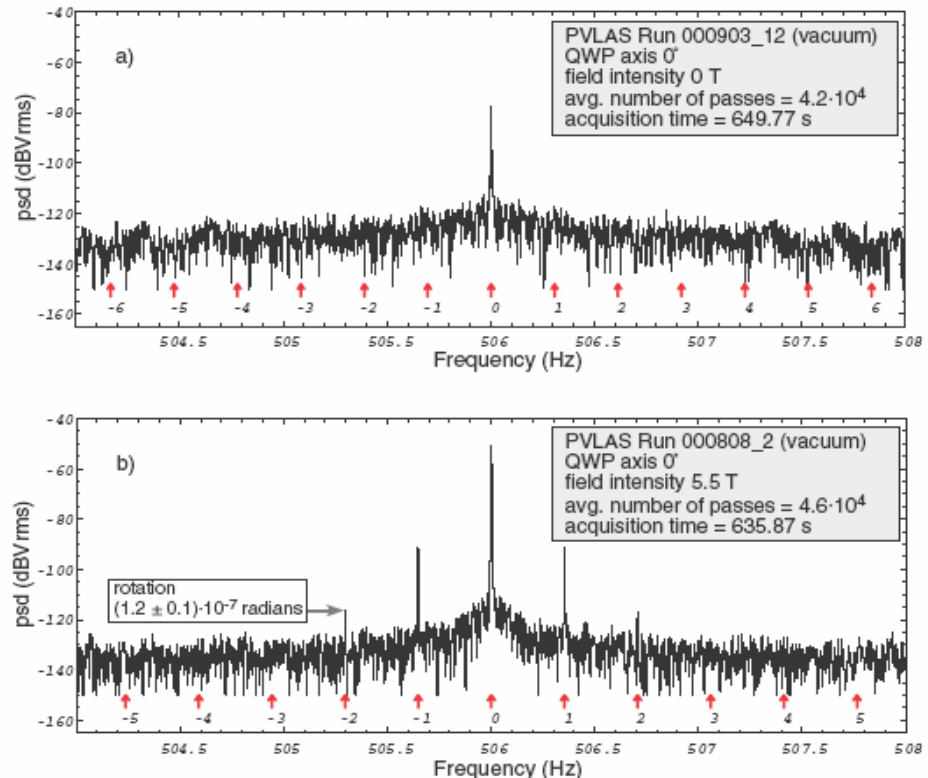 -40
-60
-80
-100
-120
-140
-160
psd (dBVrms)
a)
PVLAS Run 000903_12 (vacuum)
QWP axis 0°
field intensity 0 T
avg. number of passes = 4.2·10⁴
acquisition time = 649.77 s
-6 -5 -4 -3 -2 -1 0 1 2 3 4 5 6
504.5 505 505.5 506 506.5 507 507.5 508
Frequency (Hz)
-40
-60
-80
-100
-120
-140
-160
psd (dBVrms)
b)
PVLAS Run 000808_2 (vacuum)
QWP axis 0°
field intensity 5.5 T
avg. number of passes = 4.6·10⁴
acquisition time = 635.87 s
rotation
(1.2 ± 0.1)·10⁻⁷ radians
-5 -4 -3 -2 -1 0 1 2 3 4 5
504.5 505 505.5 506 506.5 507 507.5 508
Frequency (Hz)